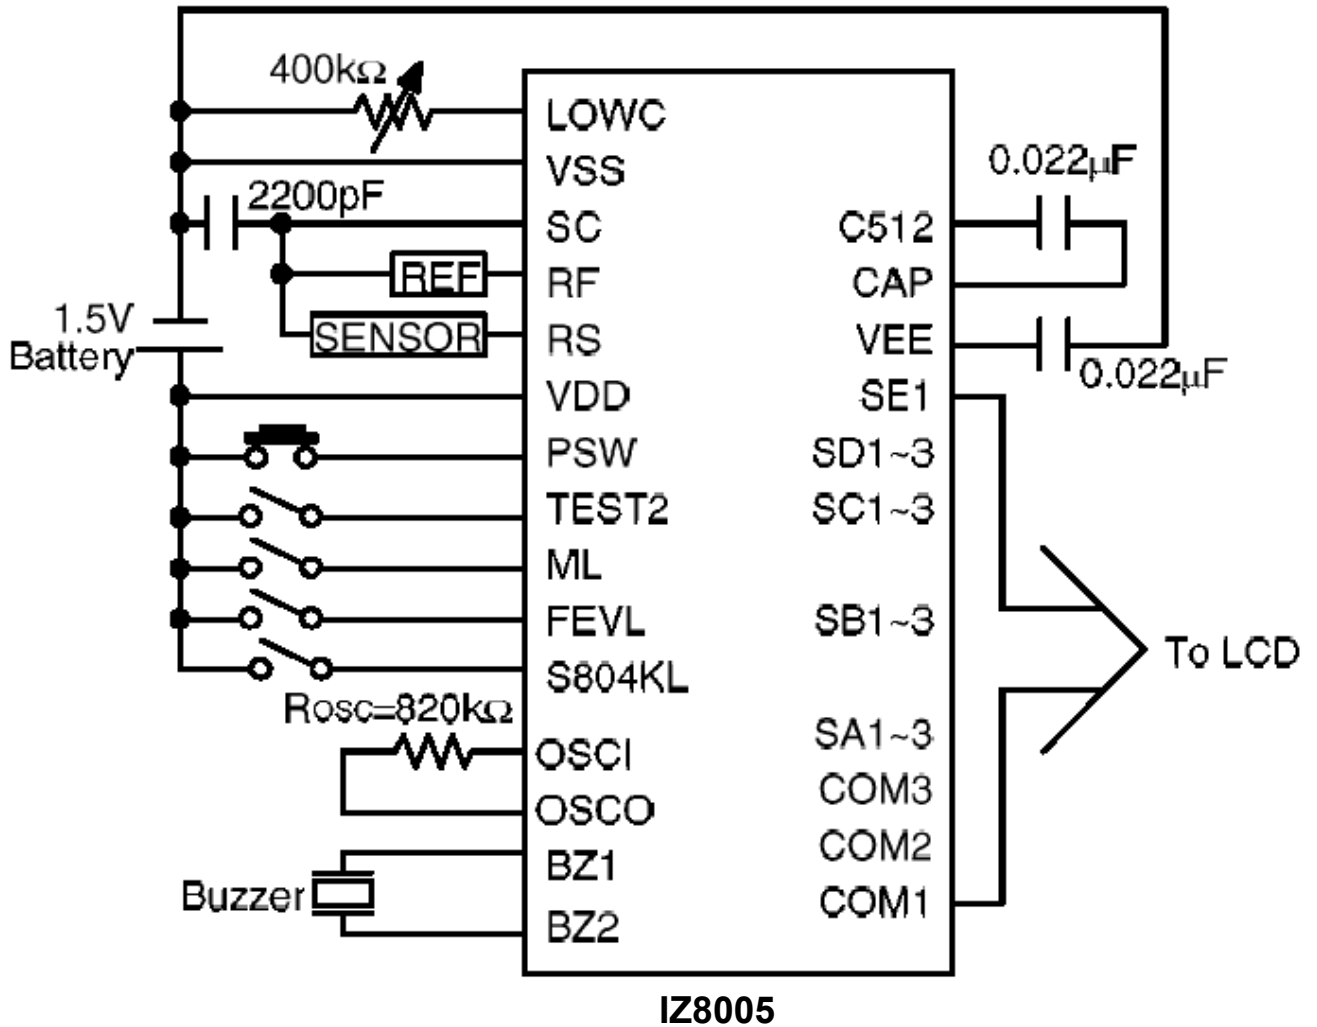 400kΩ
LOWC
VSS
2200pF
SC
REF
RF
SENSOR
RS
1.5V
Battery
VDD
PSW
TEST2
ML
FEVL
S804KL
Rosc=820kΩ
OSCI
OSCO
BZ1
Buzzer
BZ2
0.022µF
C512
CAP
VEE
0.022µF
SE1
SD1~3
SC1~3
SB1~3
To LCD
SA1~3
COM3
COM2
COM1
IZ8005